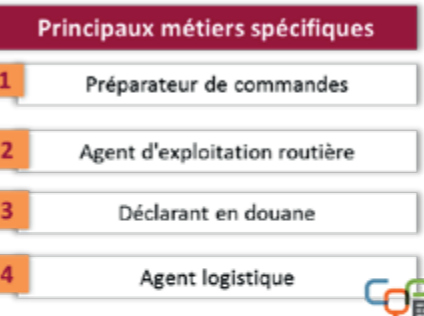 Principaux métiers spécifiques
1 Préparateur de commandes
2 Agent d'exploitation routière
3 Déclarant en douane
4 Agent logistique